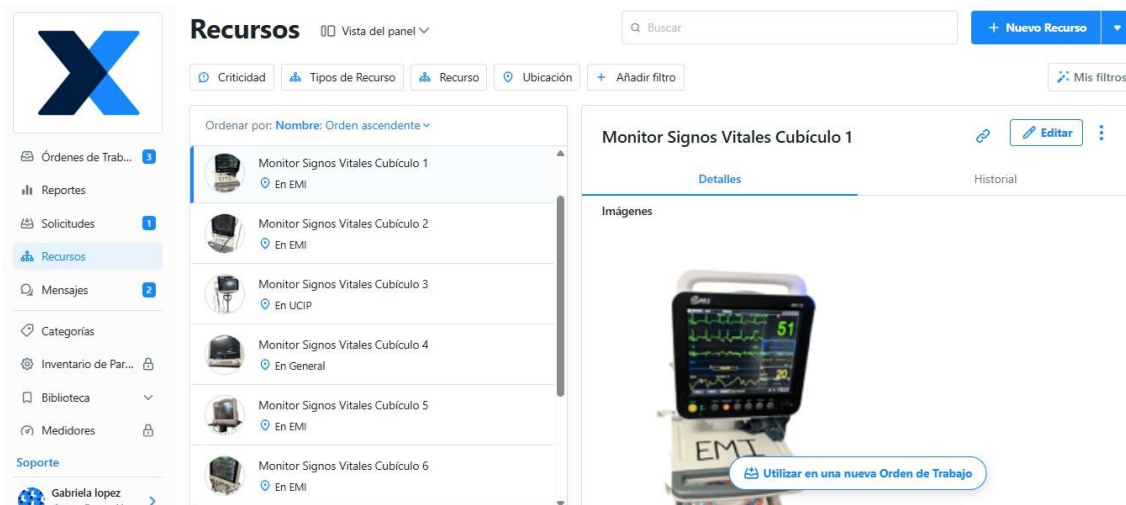 Recursos
Vista del panel
Buscar
+ Nuevo Recurso
Criticidad
Tipos de Recurso
Recurso
Ubicación
+ Añadir filtro
Mis filtros
Órdenes de Trab... 3
Reportes
Solicitudes 1
Recursos
Mensajes 2
Categorías
Inventario de Par...
Biblioteca
Medidores
Soporte
Gabriela lopez
Ordenar por: Nombre: Orden ascendente
Monitor Signos Vitales Cubículo 1
En EMI
Monitor Signos Vitales Cubículo 2
En EMI
Monitor Signos Vitales Cubículo 3
En UCIP
Monitor Signos Vitales Cubículo 4
En General
Monitor Signos Vitales Cubículo 5
En EMI
Monitor Signos Vitales Cubículo 6
En EMI
Monitor Signos Vitales Cubículo 1
Editar
Detalles
Historial
Imágenes
51
20
EMI
Utilizar en una nueva Orden de Trabajo